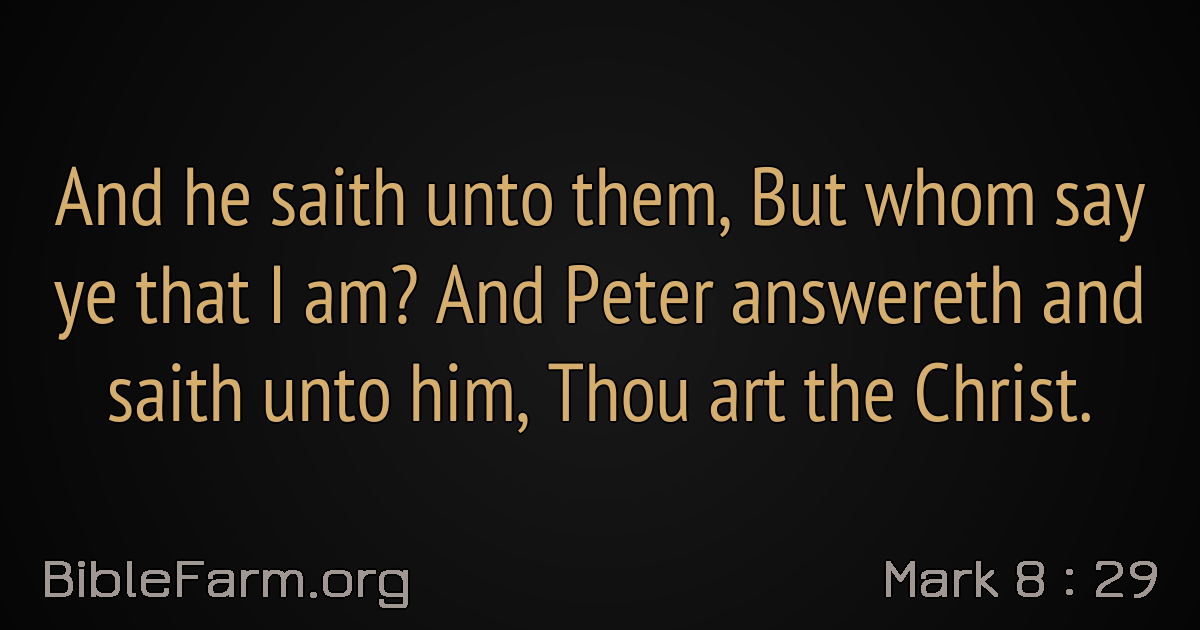 And he saith unto them, But whom say
ye that I am? And Peter answereth and
saith unto him, Thou art the Christ.
BibleFarm.org
Mark 8 : 29